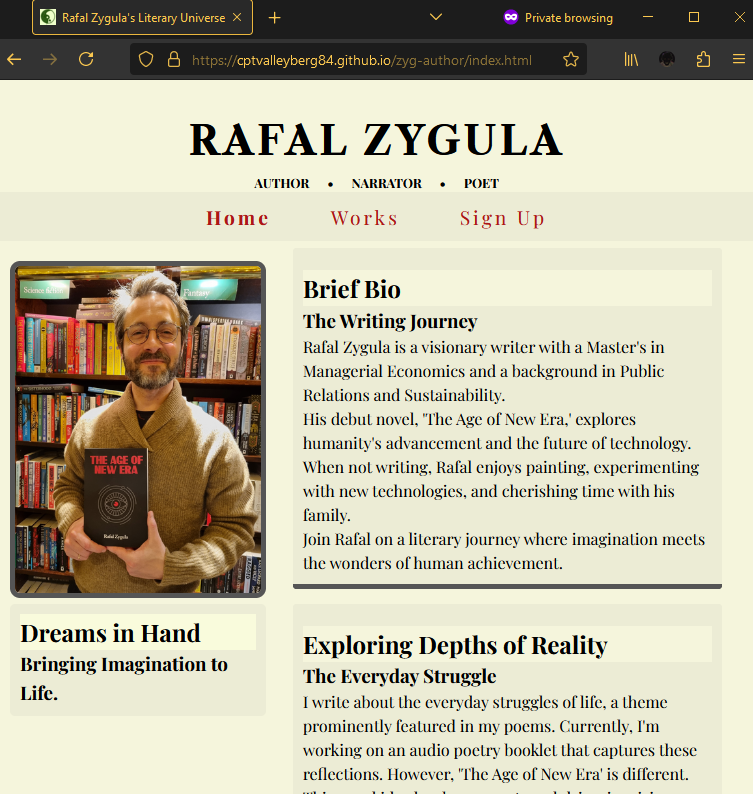 Rafal Zygula's Literary Universe
Private browsing
https://cptvalleyberg84.github.io/zyg-author/index.html
RAFAL ZYGULA
AUTHOR • NARRATOR • POET
Home Works Sign Up
Science Fiction
Fantasy
THE AGE OF
NEW ERA
Rafal Zygula
Dreams in Hand
Bringing Imagination to
Life.
Brief Bio
The Writing Journey
Rafal Zygula is a visionary writer with a Master's in
Managerial Economics and a background in Public
Relations and Sustainability.
His debut novel, 'The Age of New Era,' explores
humanity's advancement and the future of technology.
When not writing, Rafal enjoys painting, experimenting
with new technologies, and cherishing time with his
family.
Join Rafal on a literary journey where imagination meets
the wonders of human achievement.
Exploring Depths of Reality
The Everyday Struggle
I write about the everyday struggles of life, a theme
prominently featured in my poems. Currently, I'm
working on an audio poetry booklet that captures these
reflections. However, 'The Age of New Era' is different.